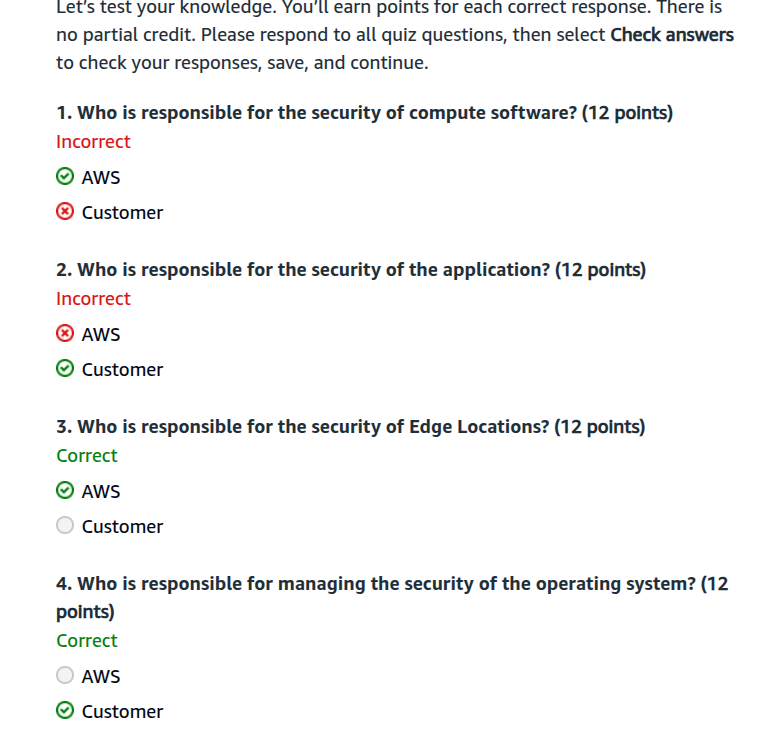 Let's test your knowledge. You'll earn points for each correct response. There is
no partial credit. Please respond to all quiz questions, then select Check answers
to check your responses, save, and continue.
1. Who is responsible for the security of compute software? (12 points)
Incorrect
AWS
Customer
2. Who is responsible for the security of the application? (12 points)
Incorrect
AWS
Customer
3. Who is responsible for the security of Edge Locations? (12 points)
Correct
AWS
Customer
4. Who is responsible for managing the security of the operating system? (12
points)
Correct
AWS
Customer